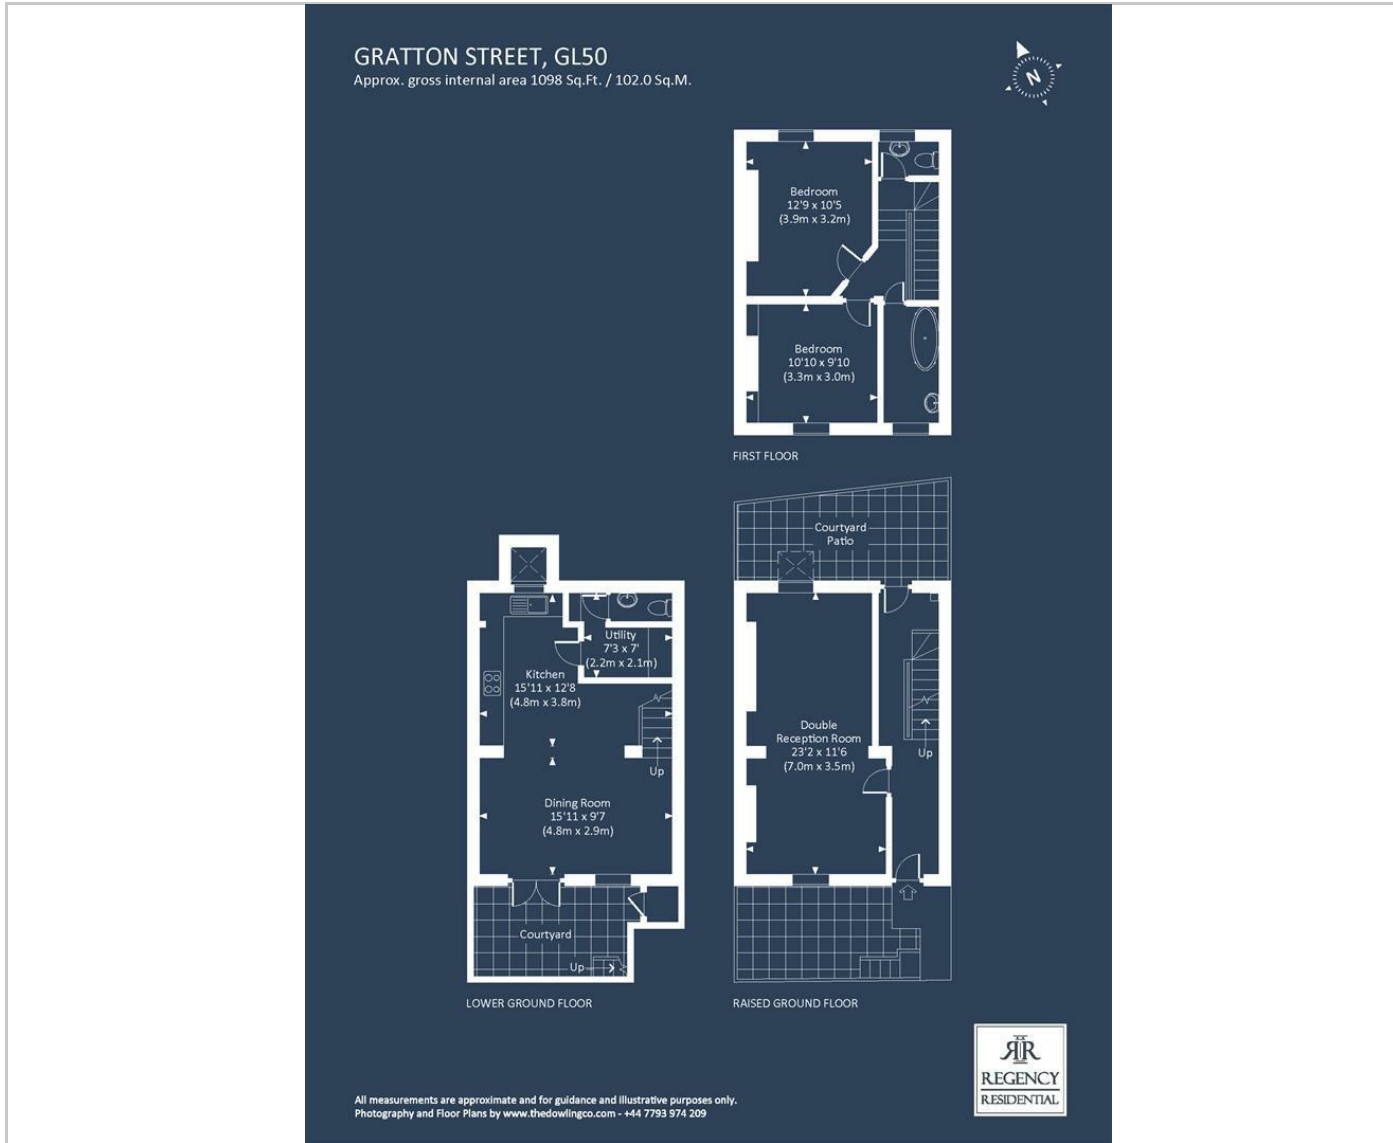 GRATTON STREET, GL50
Approx. gross internal area 1098 Sq.Ft. / 102.0 Sq.M.
N
Bedroom
12'9 x 10'5
(3.9m x 3.2m)
Bedroom
10'10 x 9'10
(3.3m x 3.0m)
FIRST FLOOR
Courtyard
Patio
Utility
7'3 x 7'
(2.2m x 2.1m)
Kitchen
15'11 x 12'8
(4.8m x 3.8m)
Up
Dining Room
15'11 x 9'7
(4.8m x 2.9m)
Courtyard
Up
LOWER GROUND FLOOR
Double
Reception Room
23'2 x 11'6
(7.0m x 3.5m)
Up
RAISED GROUND FLOOR
RR
REGENCY
RESIDENTIAL
All measurements are approximate and for guidance and illustrative purposes only.
Photography and Floor Plans by www.thedowlingco.com - +44 7793 974 209